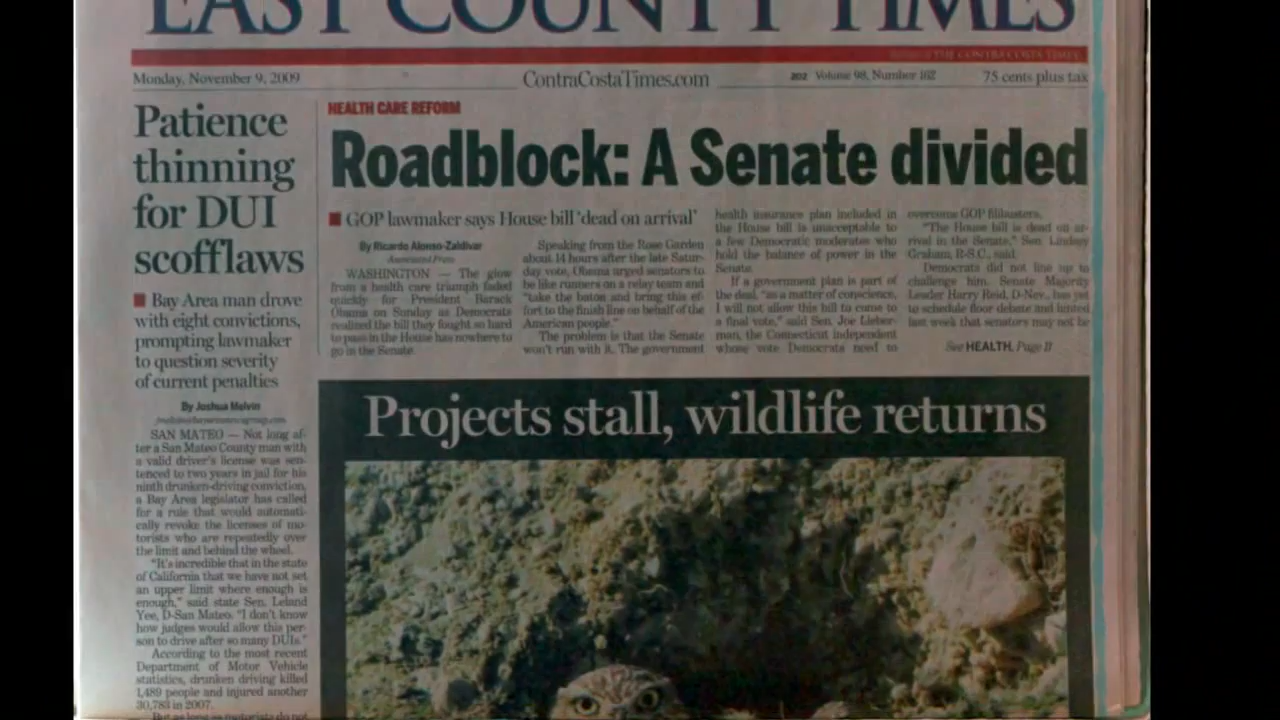 EAST COUNTY TIMES
THE CONTRA COSTA TIMES
Monday, November 9, 2009
ContraCostaTimes.com
202 Volume 98, Number 162
75 cents plus tax
Patience
thinning
for DUI
scofflaws
Bay Area man drove
with eight convictions,
prompting lawmaker
to question severity
of current penalties
By Joshua Melvin
SAN MATEO — Not long af-
ter a San Mateo County man with
a valid driver's license was sen-
tenced to two years in jail for his
ninth drunken-driving conviction,
a Bay Area legislator has called
for a rule that would automati-
cally revoke the licenses of mo-
torists who are repeatedly over
the limit and behind the wheel.
"It's incredible that in the state
of California that we have not set
an upper limit where enough is
enough," said state Sen. Leland
Yee, D-San Mateo. "I don't know
how judges would allow this per-
son to drive after so many DUIs."
According to the most recent
Department of Motor Vehicle
statistics, drunken driving killed
1,489 people and injured another
30,783 in 2007.
But as long as motorists do not
HEALTH CARE REFORM
Roadblock: A Senate divided
GOP lawmaker says House bill 'dead on arrival'
By Ricardo Alonso-Zaldivar
Associated Press
WASHINGTON — The glow
from a health care triumph faded
quickly for President Barack
Obama on Sunday as Democrats
realized the bill they fought so hard
to pass in the House has nowhere to
go in the Senate.
Speaking from the Rose Garden
about 14 hours after the late Satur-
day vote, Obama urged senators to
be like runners on a relay team and
"take the baton and bring this ef-
fort to the finish line on behalf of the
American people."
The problem is that the Senate
won't run with it. The government
health insurance plan included in
the House bill is unacceptable to
a few Democratic moderates who
hold the balance of power in the
Senate.
If a government plan is part of
the deal, "as a matter of conscience,
I will not allow this bill to come to
a final vote," said Sen. Joe Lieber-
man, the Connecticut independent
whose vote Democrats need to
overcome GOP filibusters.
"The House bill is dead on ar-
rival in the Senate," Sen. Lindsey
Graham, R-S.C., said.
Democrats did not line up to
challenge him. Senate Majority
Leader Harry Reid, D-Nev., has yet
to schedule floor debate and hinted
last week that senators may not be
See HEALTH, Page 11
Projects stall, wildlife returns